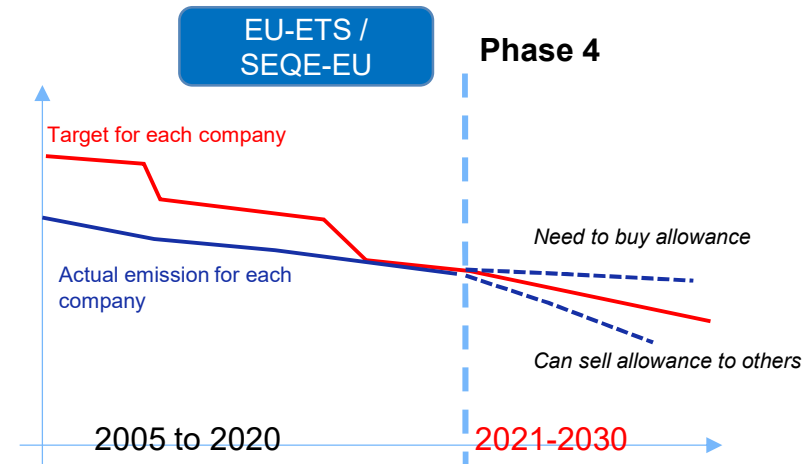 EU-ETS /
SEQE-EU
Phase 4
Target for each company
Need to buy allowance
Actual emission for each
company
Can sell allowance to others
2005 to 2020
2021-2030